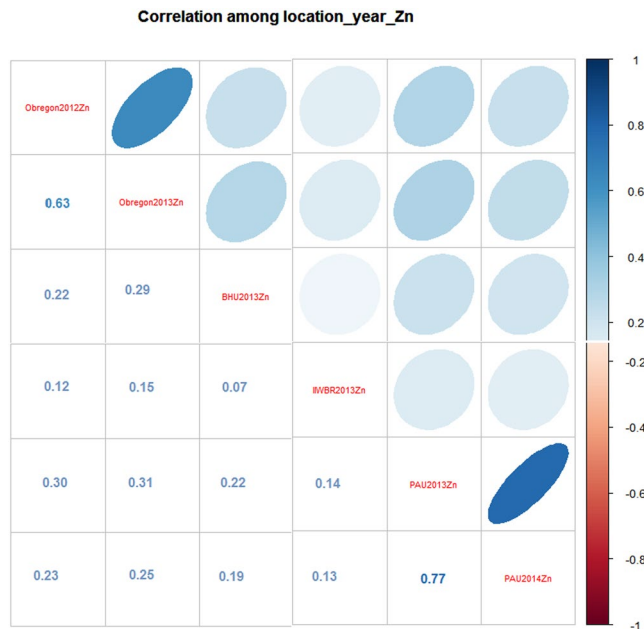 Correlation among location_year_Zn
Obregon2012Zn
0.63 Obregon2013Zn
0.22 0.29 BHU2013Zn
0.12 0.15 0.07 IIWBR2013Zn
0.30 0.31 0.22 0.14 PAU2013Zn
0.23 0.25 0.19 0.13 0.77 PAU2014Zn
1
0.8
0.6
0.4
0.2
-0.2
-0.4
-0.6
-0.8
-1